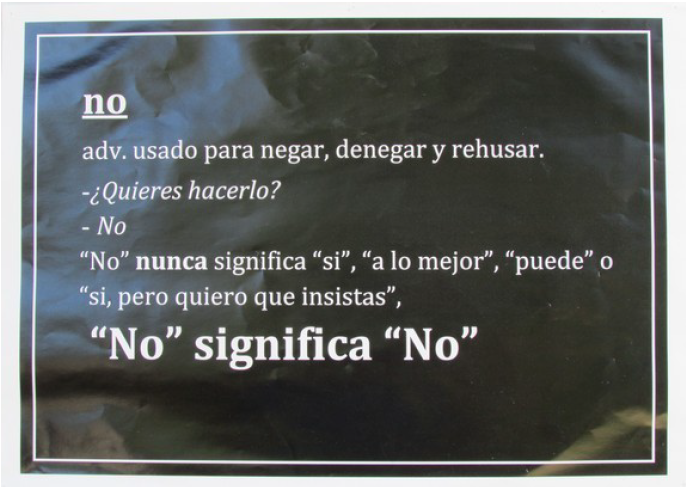 no
adv. usado para negar, denegar y rehusar.
-¿Quieres hacerlo?
- No
“No” nunca significa “si”, “a lo mejor”, “puede” o
“si, pero quiero que insistas”,
“No” significa “No”